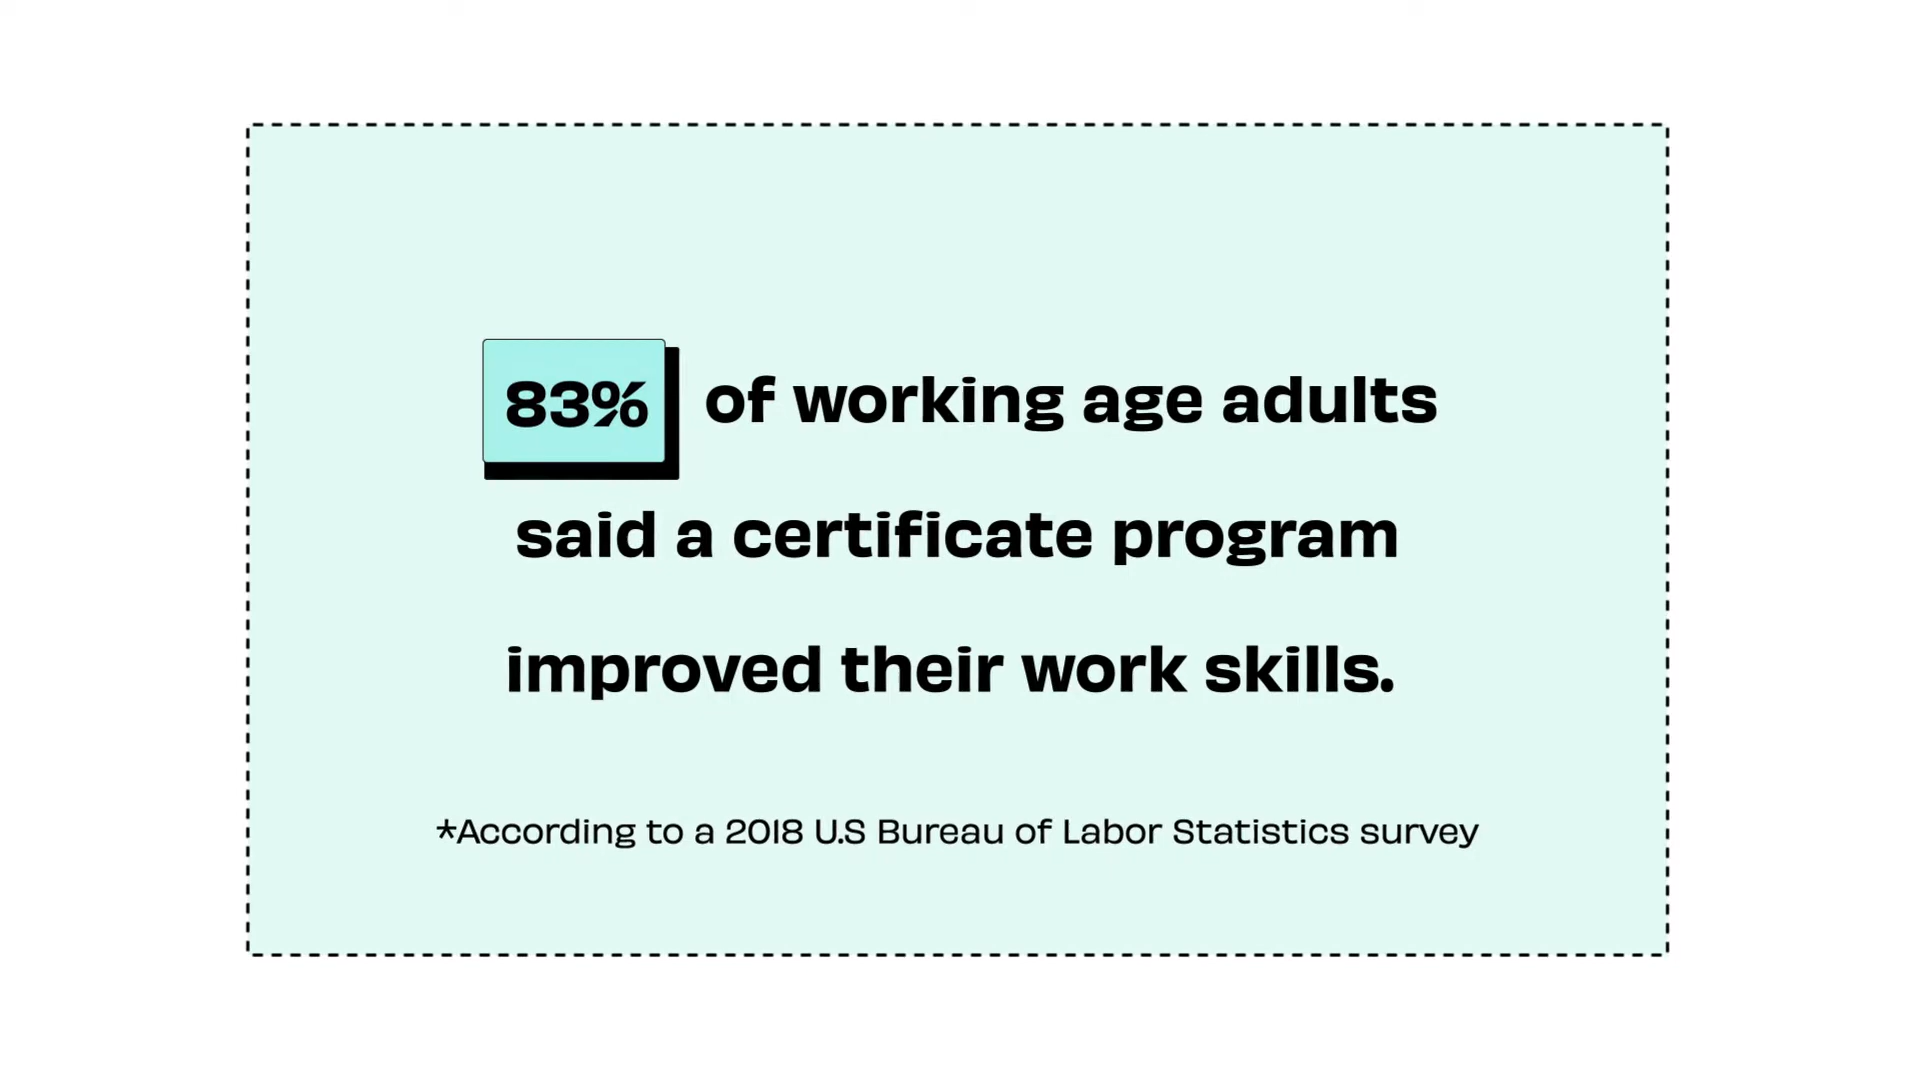 83% of working age adults
said a certificate program
improved their work skills.
*According to a 2018 U.S Bureau of Labor Statistics survey